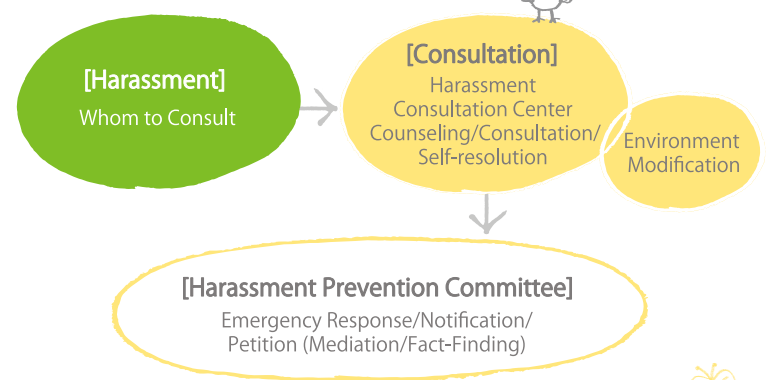 [Harassment]
Whom to Consult
[Consultation]
Harassment
Consultation Center
Counseling/Consultation/
Self-resolution
Environment
Modification
[Harassment Prevention Committee]
Emergency Response/Notification/
Petition (Mediation/Fact-Finding)